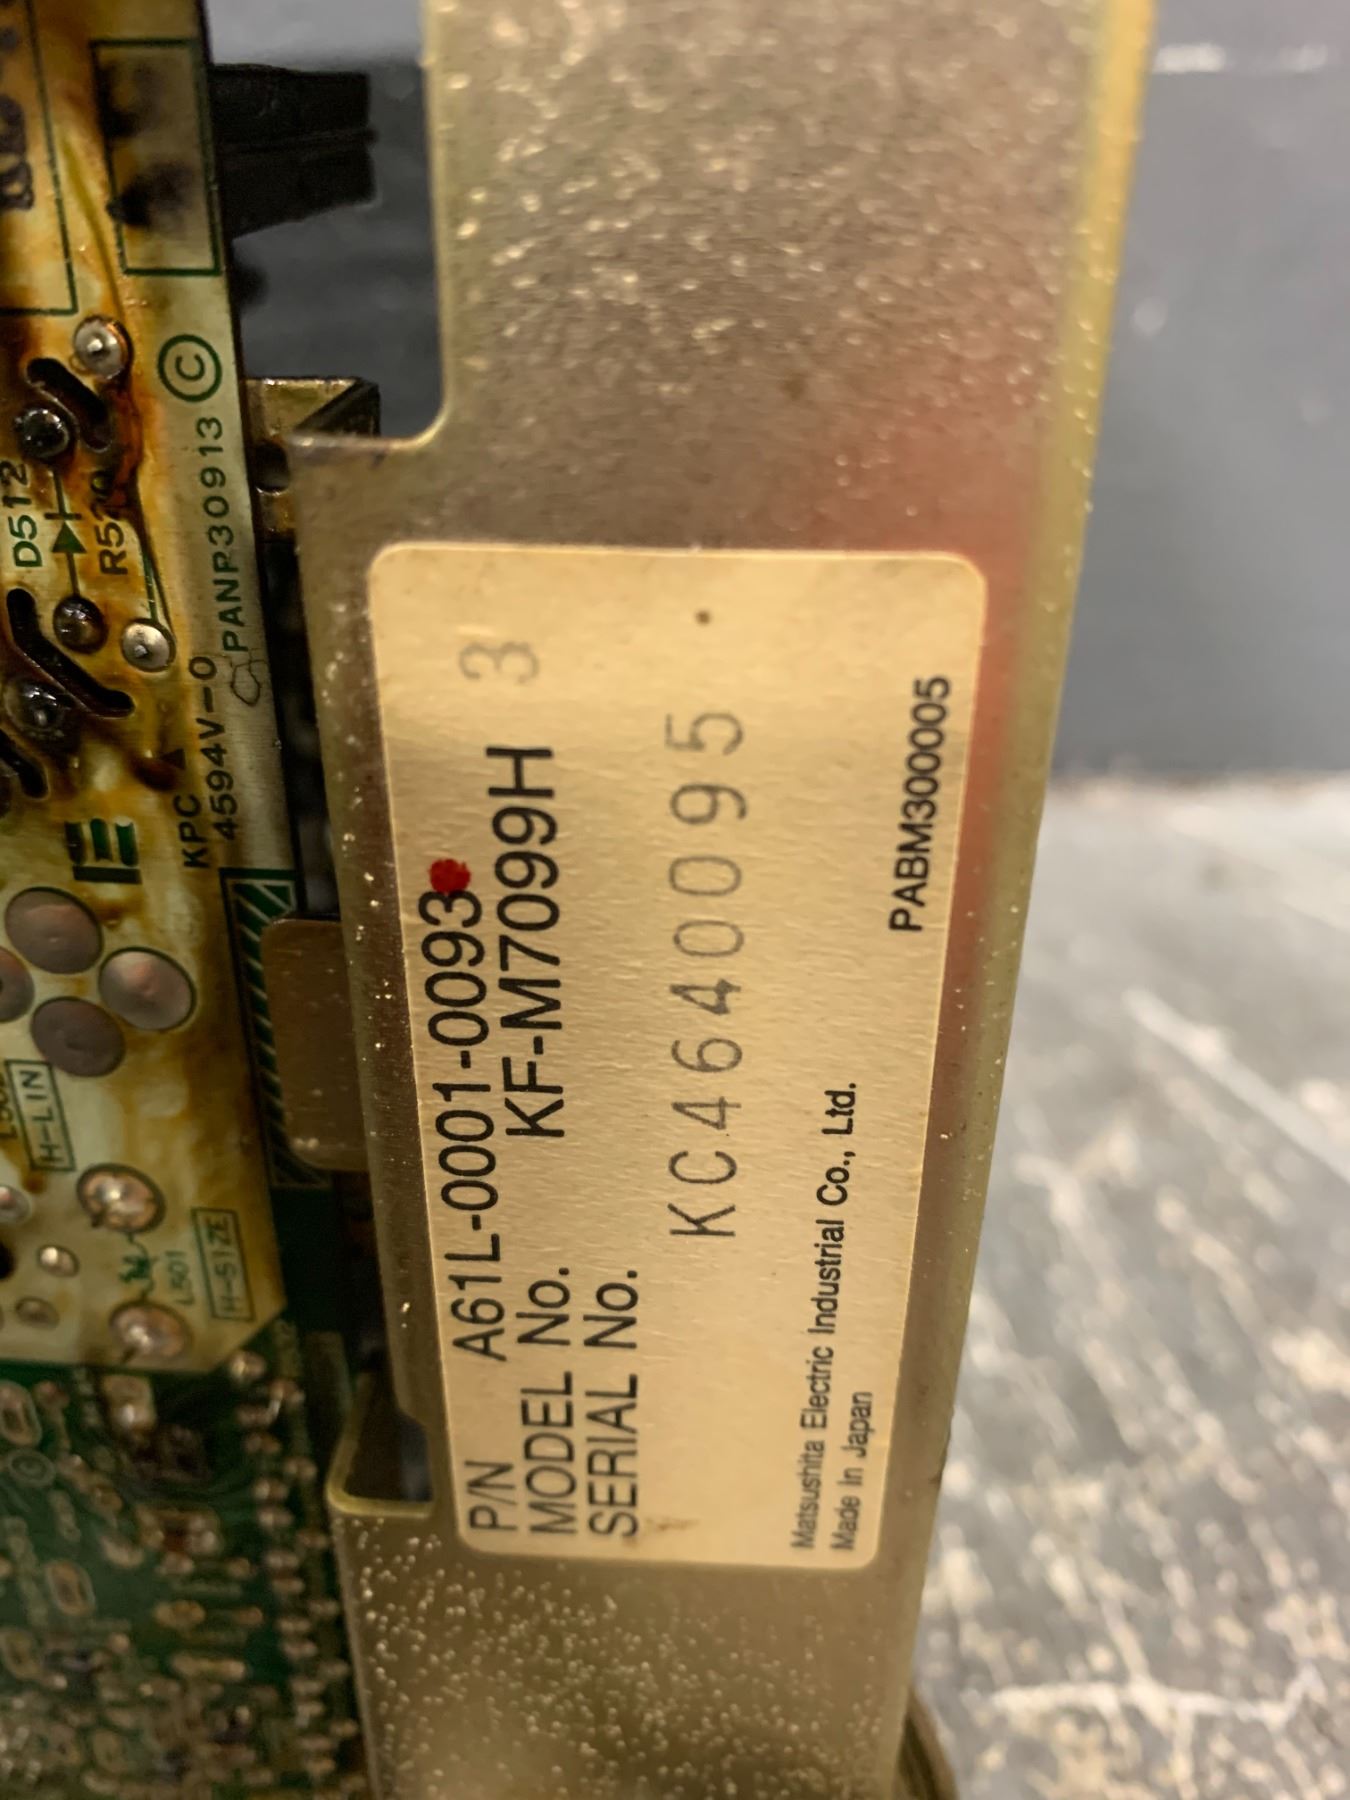 P/N A61L-0001-0093
MODEL No. KF-M7099H 3
SERIAL No.
KC4640095
Matsushita Electric Industrial Co., Ltd.
Made In Japan
PABM300005
D512
PANP30913 ©
KPC
4594V-0
H-LIN
L501
H-SIZE